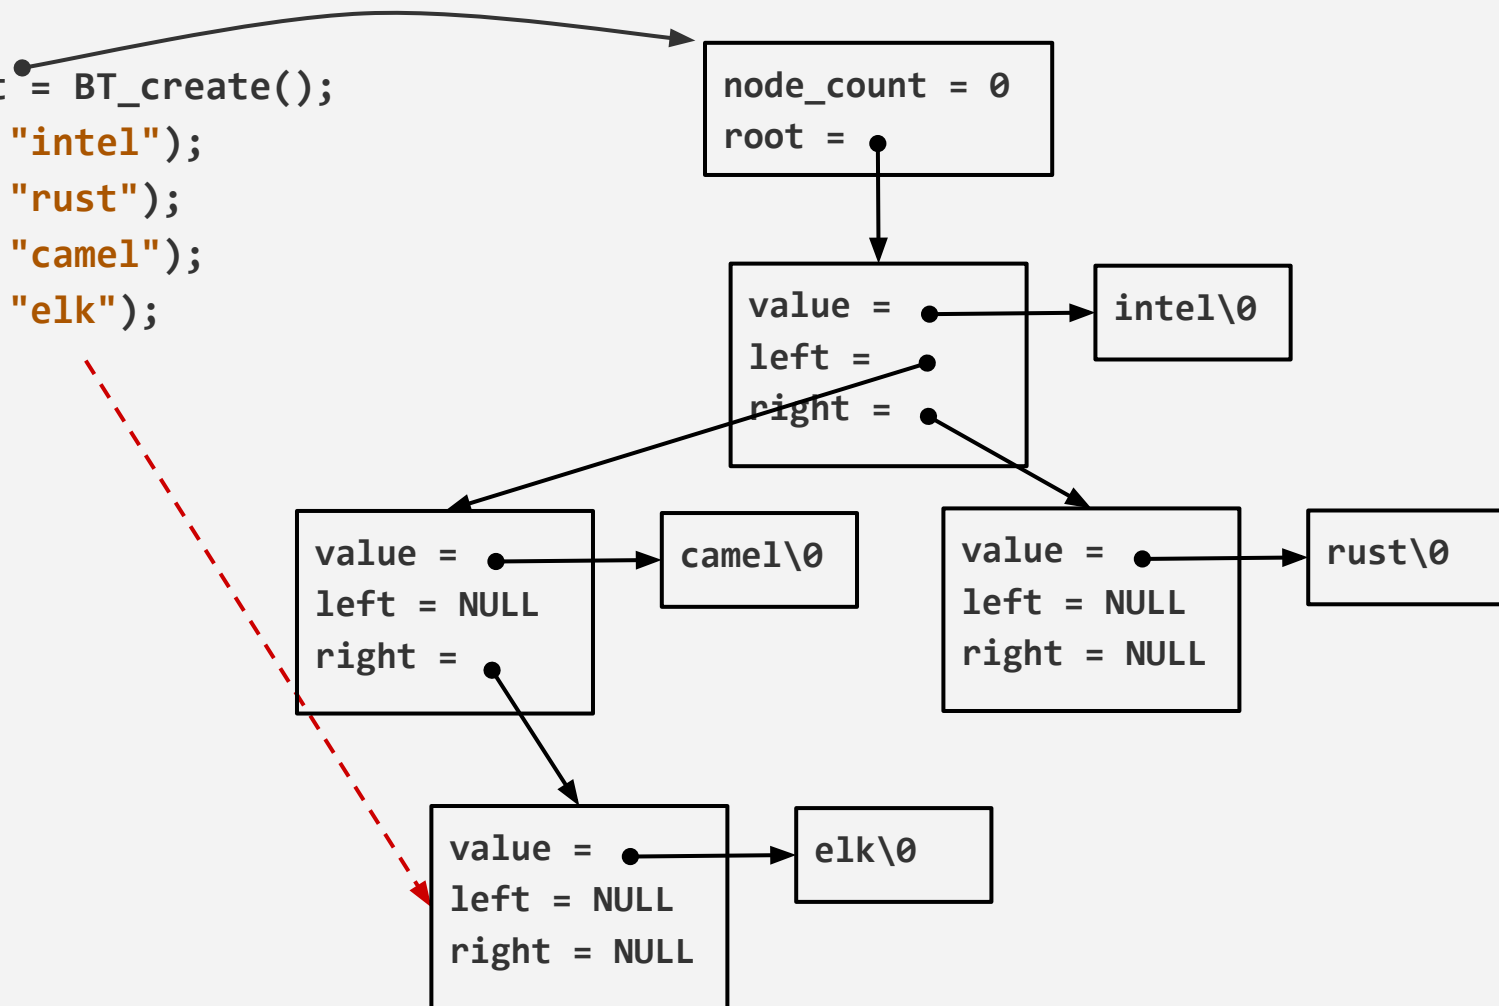 t = BT_create();
"intel");
"rust");
"camel");
"elk");
node_count = 0
root =
value =
left =
right =
intel\0
value =
left = NULL
right =
camel\0
value =
left = NULL
right = NULL
rust\0
value =
left = NULL
right = NULL
elk\0